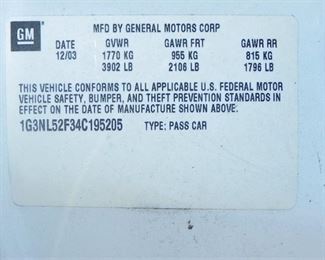 GM
MFD BY GENERAL MOTORS CORP
DATE GVWR GAWR FRT GAWR RR
12/03 1770 KG 955 KG 815 KG
3902 LB 2106 LB 1796 LB
THIS VEHICLE CONFORMS TO ALL APPLICABLE U.S. FEDERAL MOTOR
VEHICLE SAFETY, BUMPER, AND THEFT PREVENTION STANDARDS IN
EFFECT ON THE DATE OF MANUFACTURE SHOWN ABOVE.
1G3NL52F34C195205 TYPE: PASS CAR